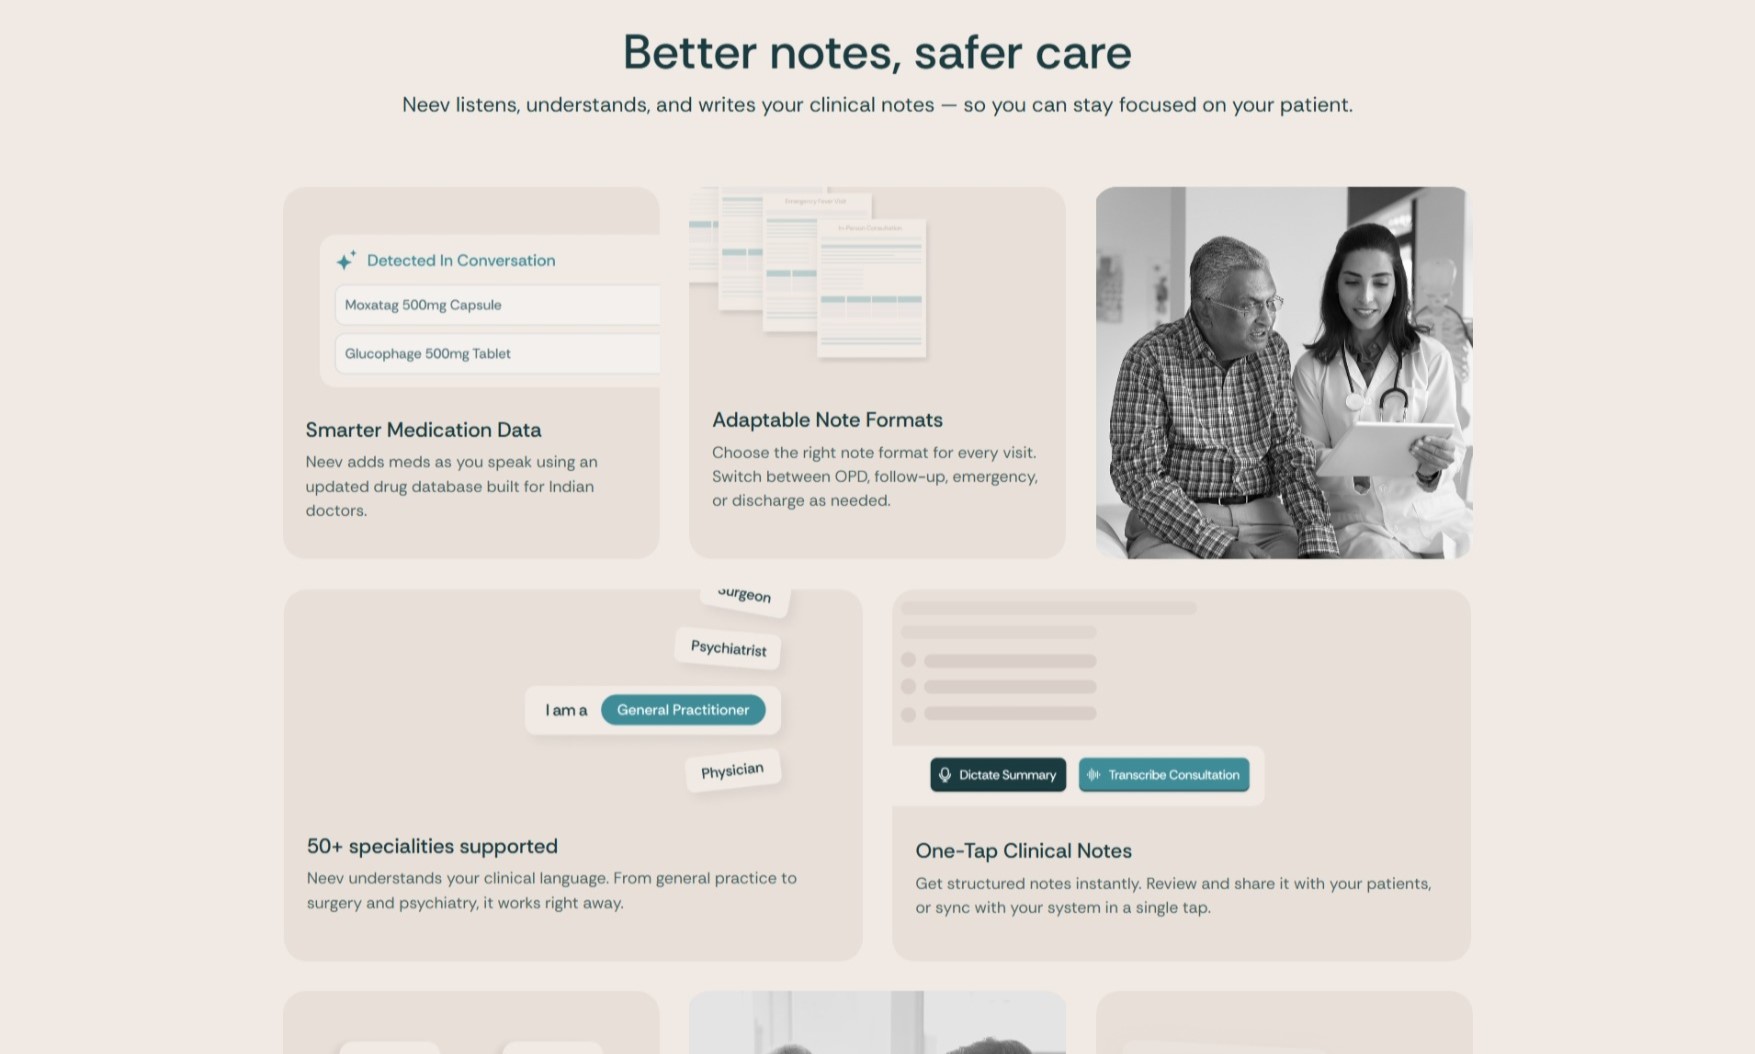 Better notes, safer care
Neev listens, understands, and writes your clinical notes — so you can stay focused on your patient.
Detected In Conversation
Moxatag 500mg Capsule
Glucophage 500mg Tablet
Smarter Medication Data
Neev adds meds as you speak using an
updated drug database built for Indian
doctors.
Emergency Fever Visit
In-Person Consultation
Adaptable Note Formats
Choose the right note format for every visit.
Switch between OPD, follow-up, emergency,
or discharge as needed.
Surgeon
Psychiatrist
I am a General Practitioner
Physician
50+ specialities supported
Neev understands your clinical language. From general practice to
surgery and psychiatry, it works right away.
Dictate Summary Transcribe Consultation
One-Tap Clinical Notes
Get structured notes instantly. Review and share it with your patients,
or sync with your system in a single tap.